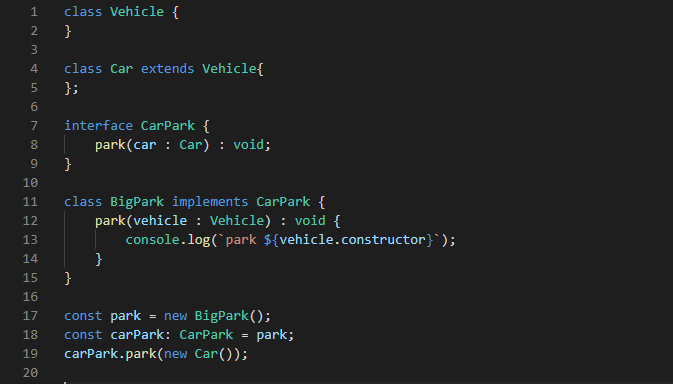 1 class Vehicle {
2 }
3
4 class Car extends Vehicle{
5 };
6
7 interface CarPark {
8     park(car : Car) : void;
9 }
10
11 class BigPark implements CarPark {
12     park(vehicle : Vehicle) : void {
13         console.log(`park ${vehicle.constructor}`);
14     }
15 }
16
17 const park = new BigPark();
18 const carPark: CarPark = park;
19 carPark.park(new Car());
20